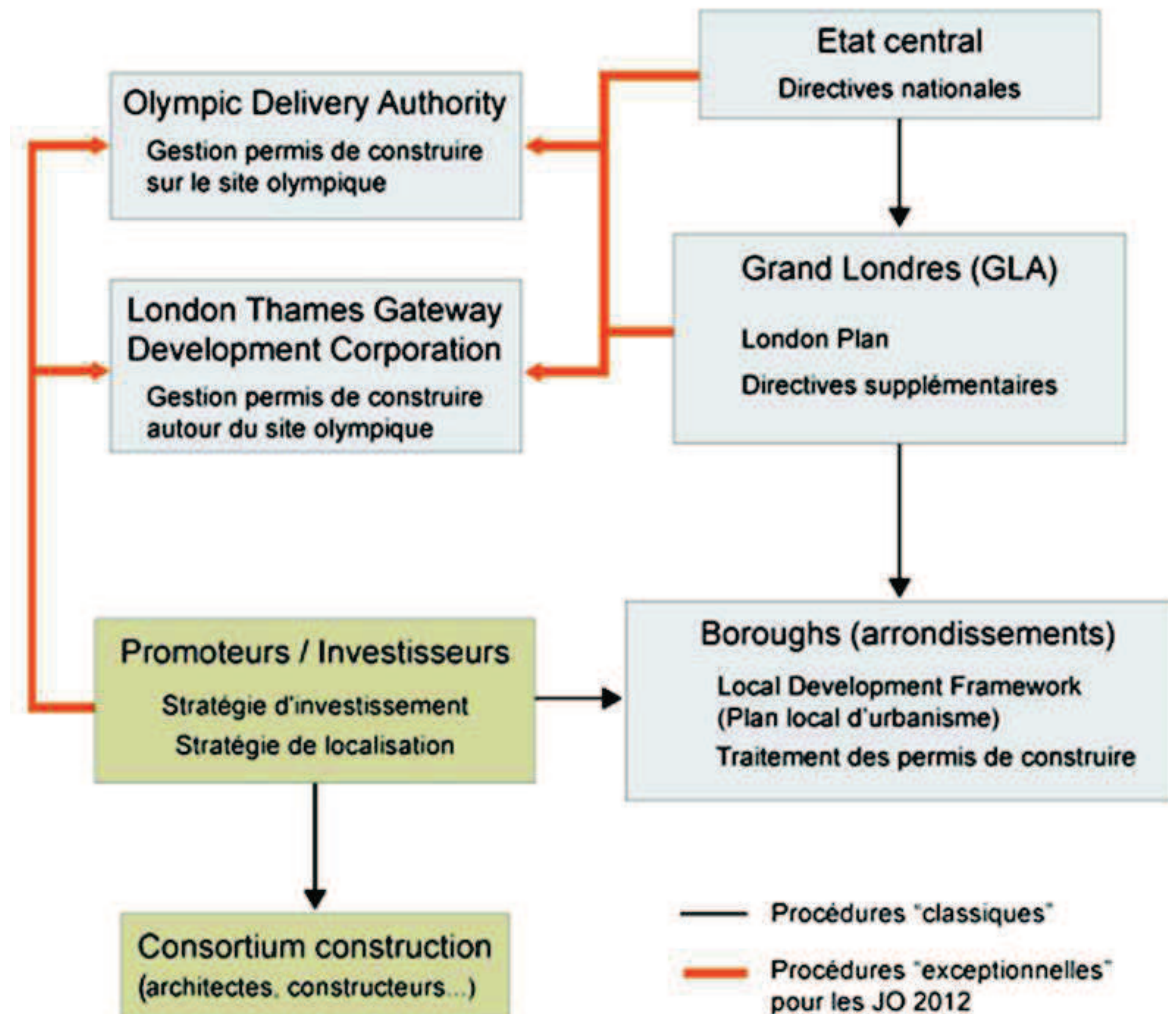 Etat central
Directives nationales
Olympic Delivery Authority
Gestion permis de construire
sur le site olympique
Grand Londres (GLA)
London Plan
Directives supplémentaires
London Thames Gateway
Development Corporation
Gestion permis de construire
autour du site olympique
Promoteurs / Investisseurs
Stratégie d'investissement
Stratégie de localisation
Boroughs (arrondissements)
Local Development Framework
(Plan local d'urbanisme)
Traitement des permis de construire
Consortium construction
(architectes, constructeurs...)
Procédures "classiques"
Procédures "exceptionnelles"
pour les JO 2012